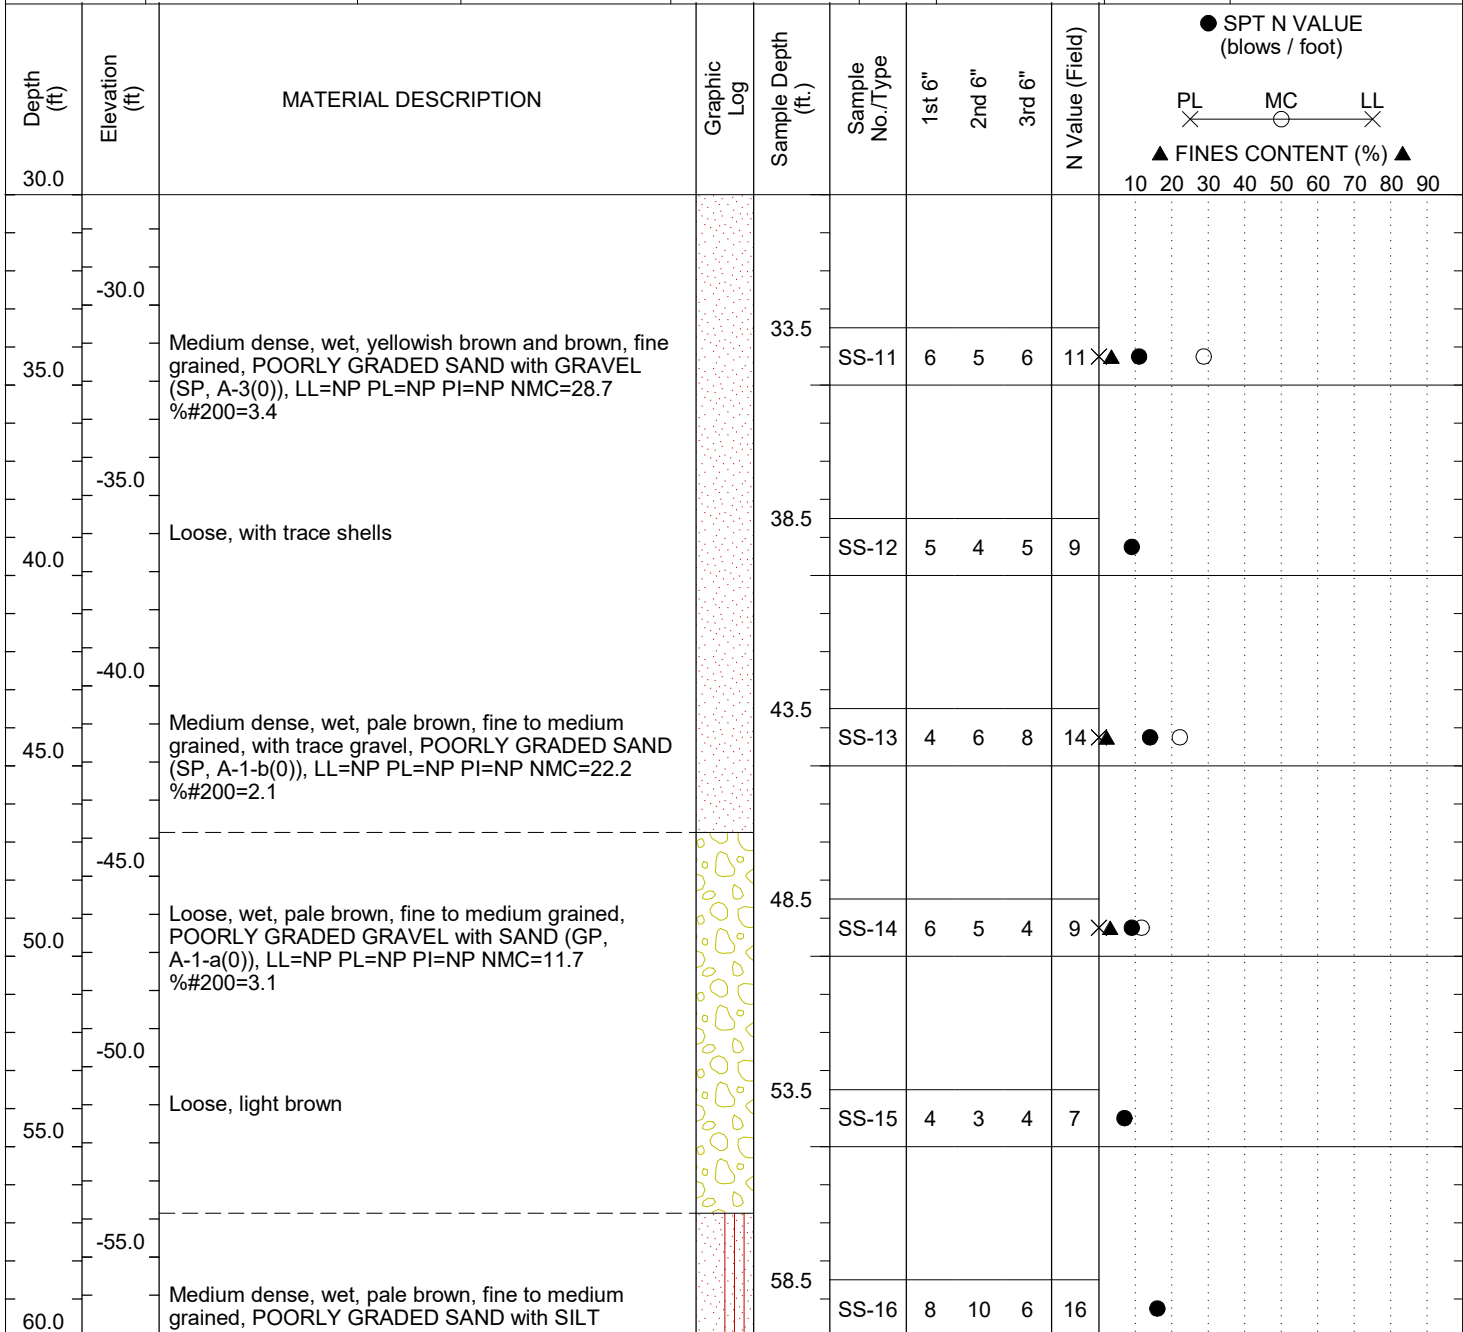 Depth
(ft)
Elevation
(ft)
MATERIAL DESCRIPTION
Graphic
Log
Sample Depth
(ft.)
Sample
No./Type
1st 6"
2nd 6"
3rd 6"
N Value (Field)
SPT N VALUE
(blows / foot)
PL MC LL
FINES CONTENT (%)
10 20 30 40 50 60 70 80 90
30.0
-30.0
33.5
Medium dense, wet, yellowish brown and brown, fine
grained, POORLY GRADED SAND with GRAVEL
(SP, A-3(0)), LL=NP PL=NP PI=NP NMC=28.7
%#200=3.4
SS-11 6 5 6 11
35.0
-35.0
38.5
Loose, with trace shells
SS-12 5 4 5 9
40.0
-40.0
43.5
Medium dense, wet, pale brown, fine to medium
grained, with trace gravel, POORLY GRADED SAND
(SP, A-1-b(0)), LL=NP PL=NP PI=NP NMC=22.2
%#200=2.1
SS-13 4 6 8 14
45.0
-45.0
48.5
Loose, wet, pale brown, fine to medium grained,
POORLY GRADED GRAVEL with SAND (GP,
A-1-a(0)), LL=NP PL=NP PI=NP NMC=11.7
%#200=3.1
SS-14 6 5 4 9
50.0
-50.0
53.5
Loose, light brown
SS-15 4 3 4 7
55.0
-55.0
58.5
Medium dense, wet, pale brown, fine to medium
grained, POORLY GRADED SAND with SILT
SS-16 8 10 6 16
60.0